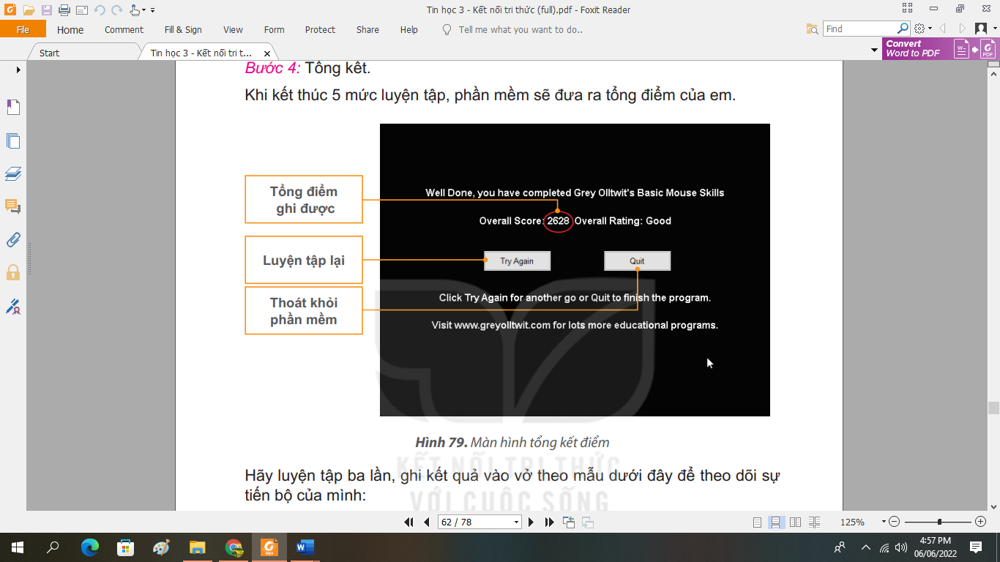 Tin học 3 - Kết nối tri thức (full).pdf - Foxit Reader
File Home Comment Fill & Sign View Form Protect Share Help Tell me what you want to do.. Find
Start Tin học 3 - Kết nối tri t... Convert
Word to PDF
PDF
Bước 4: Tổng kết.
Khi kết thúc 5 mức luyện tập, phần mềm sẽ đưa ra tổng điểm của em.
Tổng điểm
ghi được
Luyện tập lại
Thoát khỏi
phần mềm
Well Done, you have completed Grey Olltwit's Basic Mouse Skills
Overall Score: 2628 Overall Rating: Good
Try Again Quit
Click Try Again for another go or Quit to finish the program.
Visit www.greyolltwit.com for lots more educational programs.
Hình 79. Màn hình tổng kết điểm
KẾT NỐI TRI THỨC
Hãy luyện tập ba lần, ghi kết quả vào vở theo mẫu dưới đây để theo dõi sự
tiến bộ của mình:
VỚI CUỘC SỐNG
62 / 78 125%
PDF W
4:57 PM
06/06/2022